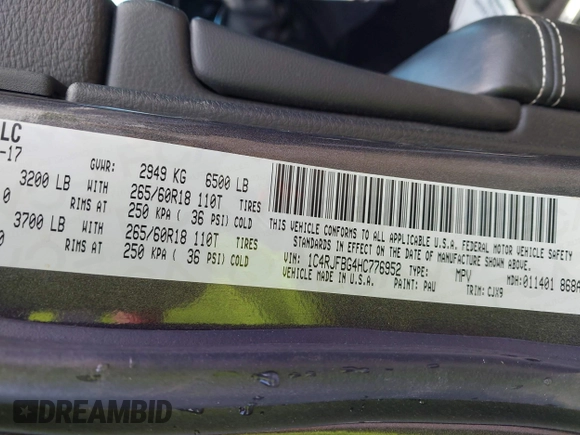 LC
-17
GVWR: 2949 KG 6500 LB
3200 LB WITH 265/60R18 110T TIRES
0 RIMS AT 250 KPA ( 36 PSI) COLD
3700 LB WITH 265/60R18 110T TIRES
0 RIMS AT 250 KPA ( 36 PSI) COLD
THIS VEHICLE CONFORMS TO ALL APPLICABLE U.S.A. FEDERAL MOTOR VEHICLE SAFETY
STANDARDS IN EFFECT ON THE DATE OF MANUFACTURE SHOWN ABOVE.
VIN: 1C4RJFBG4HC776952 TYPE: MPV MDH: 011401 868A
VEHICLE MADE IN U.S.A. PAINT: PAU TRIM: CJX9
DREAMBID